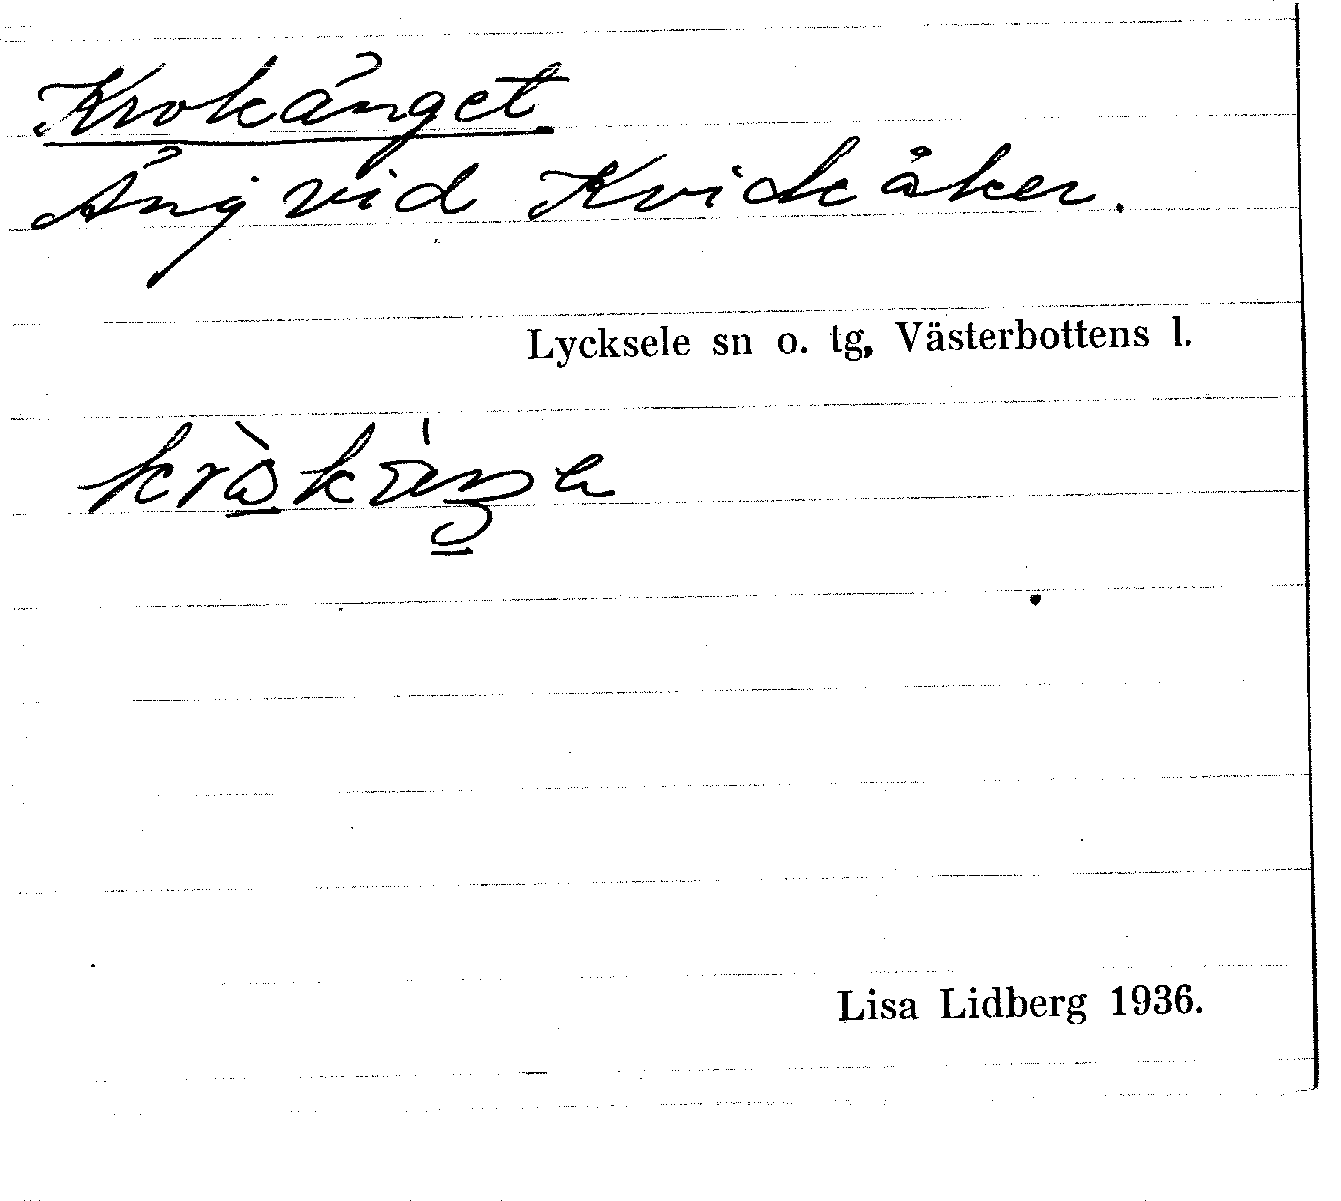 Krokänget
Äng vid Kvickåker.
Lycksele sn o. tg, Västerbottens l.
Lisa Lidberg 1936.